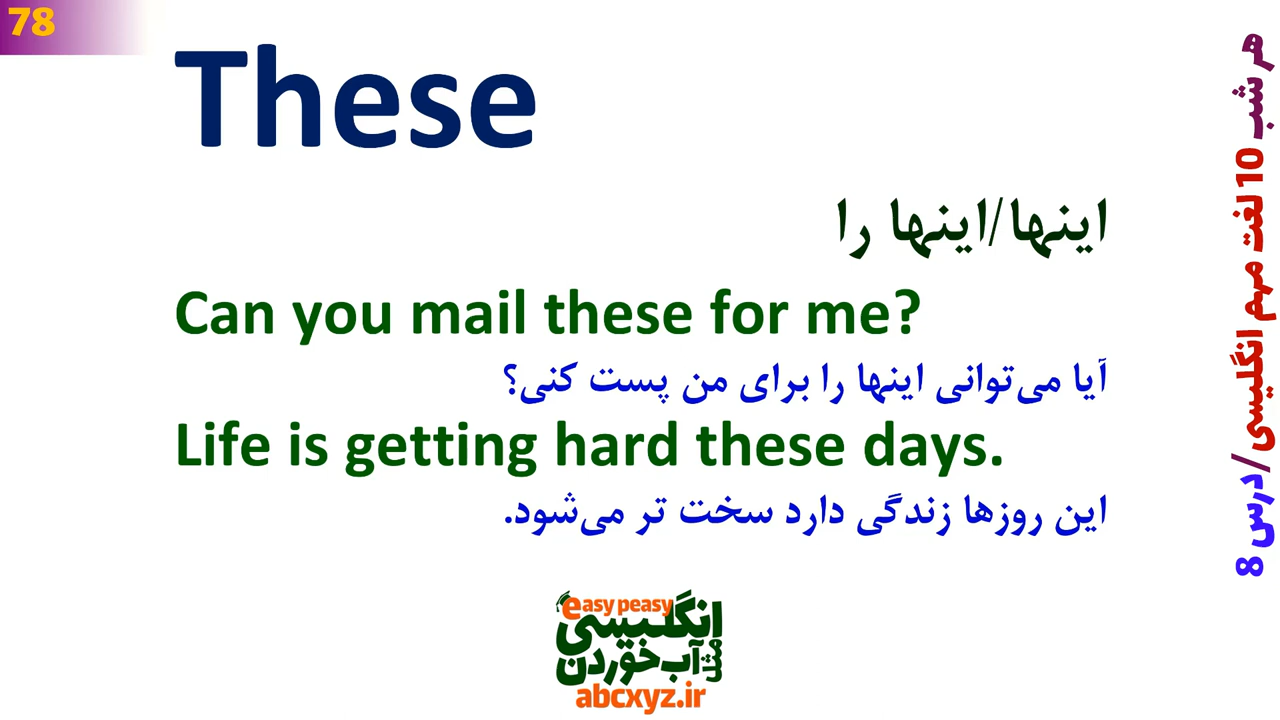 78
These
اینها/اینها را
Can you mail these for me?
آیا می‌توانی اینها را برای من پست کنی؟
Life is getting hard these days.
این روزها زندگی دارد سخت تر می‌شود.
هر شب 10 لغت مهم انگلیسی/درس 8
easy peasy
انگلیسی
مثل آب خوردن
abcxyz.ir